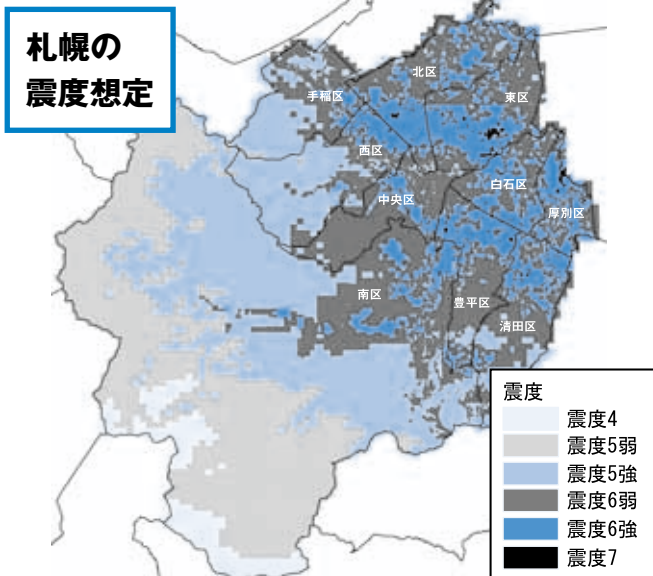 札幌の
震度想定
北区
手稲区
東区
西区
白石区
中央区
厚別区
南区
豊平区
清田区
震度
震度4
震度5弱
震度5強
震度6弱
震度6強
震度7